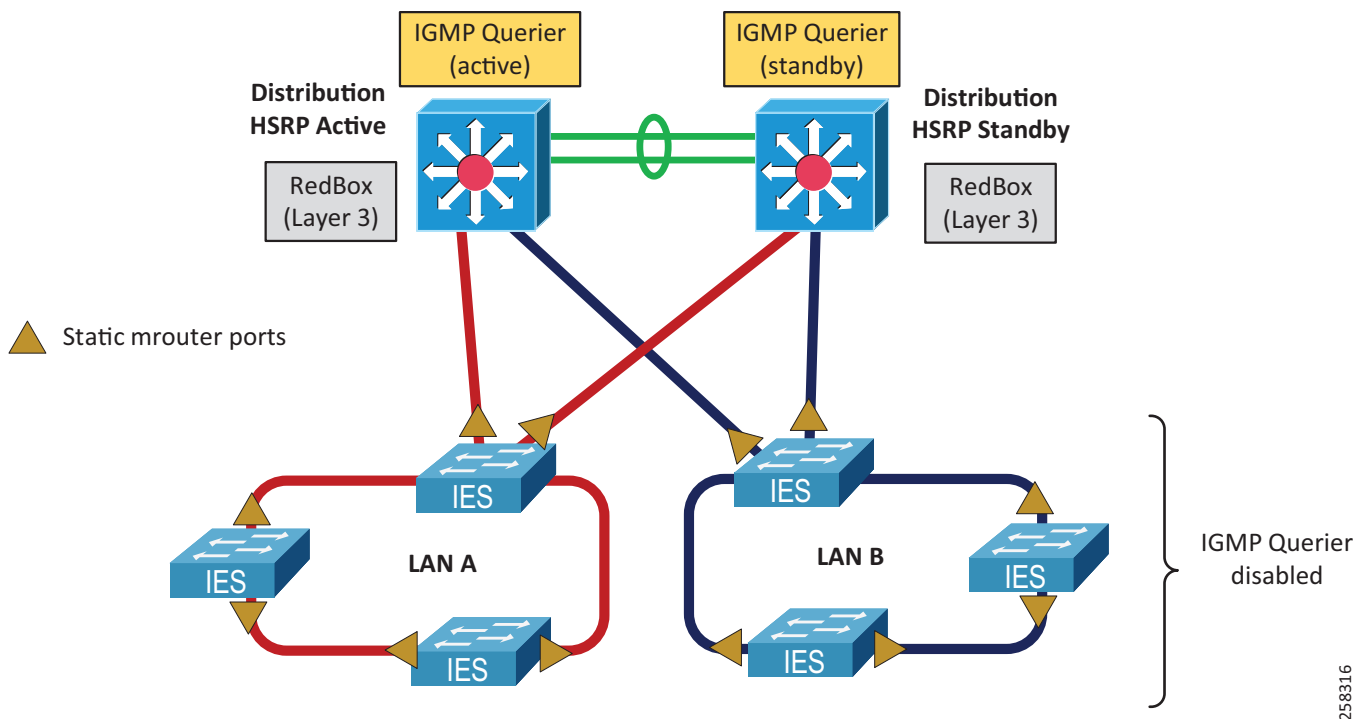 IGMP Querier
(active)
IGMP Querier
(standby)
Distribution
HSRP Active
Distribution
HSRP Standby
RedBox
(Layer 3)
RedBox
(Layer 3)
Static mrouter ports
IES
IES
IES
LAN A
IES
IES
LAN B
IES
IGMP Querier
disabled
258316